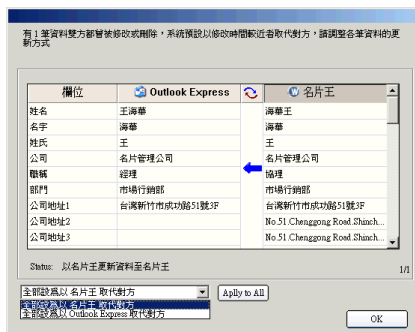 有 1 筆資料雙方都曾被修改或刪除，系統預設以修改時間較近者取代對方，請調整各筆資料的更
新方式
欄位 Outlook Express 名片王
姓名 王海華 海華王
名字 海華 海華
姓氏 王 王
公司 名片管理公司 名片管理公司
職稱 經理 協理
部門 市場行銷部 市場行銷部
公司地址1 台灣新竹市成功路51號3F 台灣新竹市成功路51號3F
公司地址2 No.51.Chenggong Road.Shinch...
公司地址3 No.51.Chenggong Road.Shinch...
Status: 以名片王更新資料至名片王
1/1
全部設為以 名片王 取代對方 Aplly to All
全部設為以 名片王 取代對方
全部設為以 Outlook Express 取代對方
OK